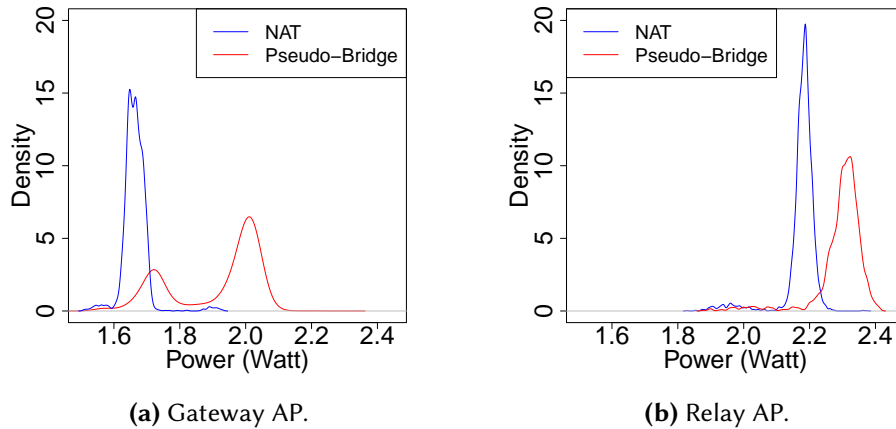 NAT
Pseudo−Bridge
20
15
10
5
0
Density
1.6 1.8 2.0 2.2 2.4
Power (Watt)
(a) Gateway AP.
NAT
Pseudo−Bridge
20
15
10
5
0
Density
1.6 1.8 2.0 2.2 2.4
Power (Watt)
(b) Relay AP.